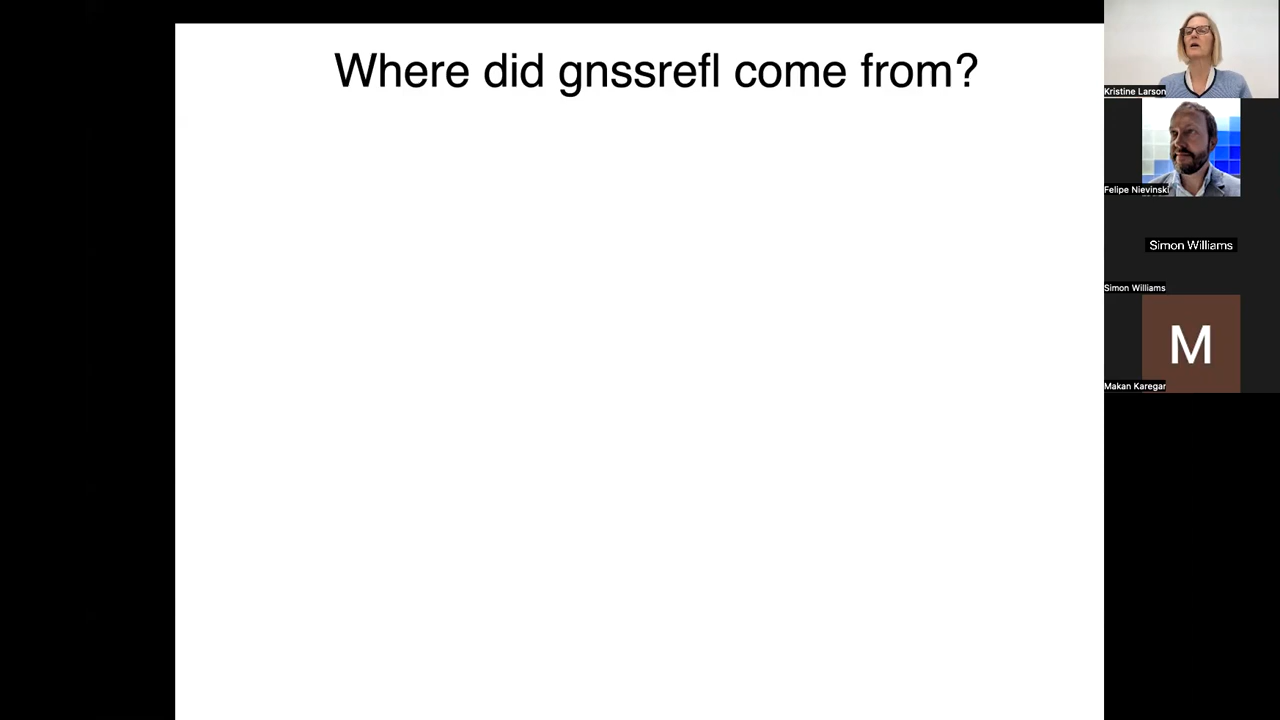 Where did gnssrefl come from?
Kristine Larson
Felipe Nievinski
Simon Williams
Simon Williams
M
Makan Karegar